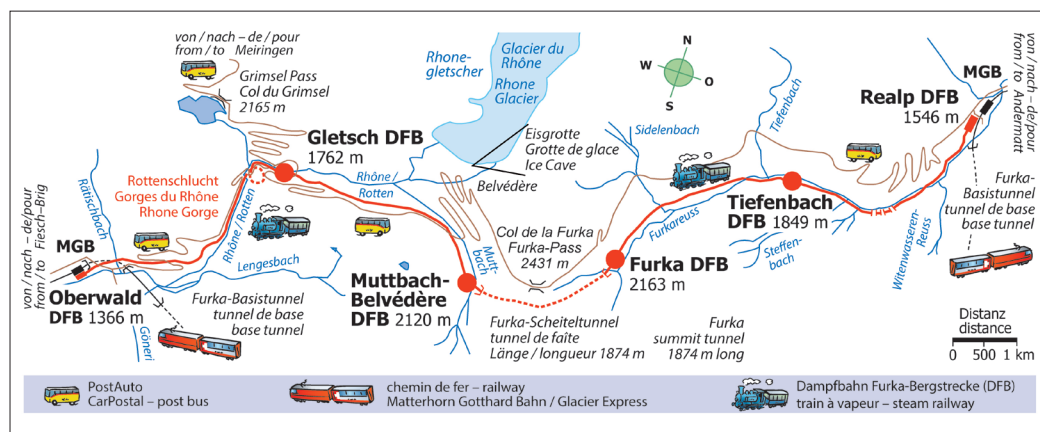 von / nach – de / pour
from / to Meiringen
Grimsel Pass
Col du Grimsel
2165 m
Gletsch DFB
1762 m
Rhone-
gletscher
Glacier du
Rhône
Rhone
Glacier
N
W
O
S
Eisgrotte
Grotte de glace
Ice Cave
Belvédère
Sidelenbach
Tiefenbach
MGB
Realp DFB
1546 m
von / nach – de/pour
from / to Andermatt
Rottenschlucht
Gorges du Rhône
Rhone Gorge
Rhône /
Rotten
Rhône / Rotten
Rätischbach
von / nach – de/pour
from / to Fiesch–Brig
MGB
Oberwald
DFB 1366 m
Göneri
Lengesbach
Furka-Basistunnel
tunnel de base
base tunnel
Mutt-
bach
Muttbach-
Belvédère
DFB 2120 m
Col de la Furka
Furka-Pass
2431 m
Furka-Scheiteltunnel
tunnel de faîte
Länge / longueur 1874 m
Furka
summit tunnel
1874 m long
Furka DFB
2163 m
Furkareuss
Steffen-
bach
Tiefenbach
DFB 1849 m
Witenwasseren-
Reuss
Furka-
Basistunnel
tunnel de base
base tunnel
Distanz
distance
0 500 1 km
PostAuto
CarPostal – post bus
chemin de fer – railway
Matterhorn Gotthard Bahn / Glacier Express
Dampfbahn Furka-Bergstrecke (DFB)
train à vapeur – steam railway